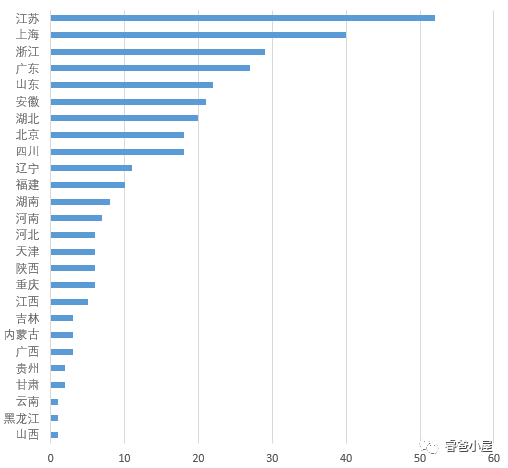 江苏
上海
浙江
广东
山东
安徽
湖北
北京
四川
辽宁
福建
湖南
河南
河北
天津
陕西
重庆
江西
吉林
内蒙古
广西
贵州
甘肃
云南
黑龙江
山西
0 10 20 30 40 50 60
睿爸小屋